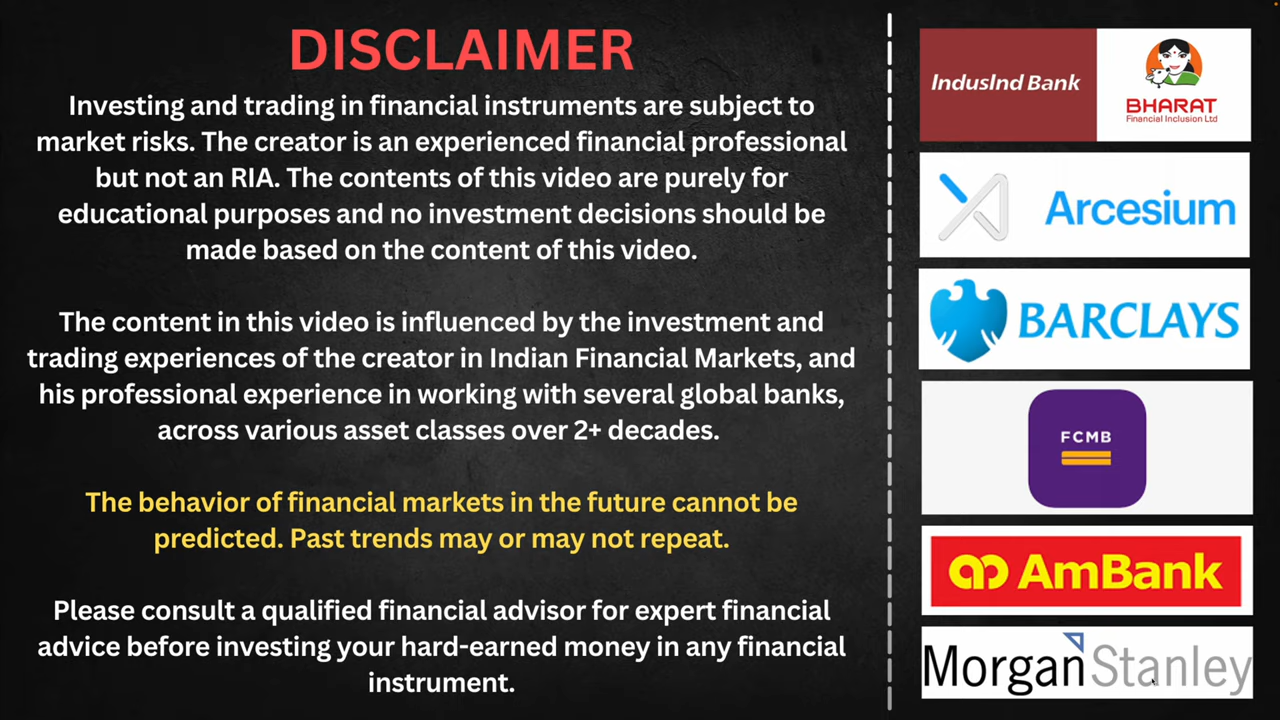 DISCLAIMER
Investing and trading in financial instruments are subject to
market risks. The creator is an experienced financial professional
but not an RIA. The contents of this video are purely for
educational purposes and no investment decisions should be
made based on the content of this video.
The content in this video is influenced by the investment and
trading experiences of the creator in Indian Financial Markets, and
his professional experience in working with several global banks,
across various asset classes over 2+ decades.
The behavior of financial markets in the future cannot be
predicted. Past trends may or may not repeat.
Please consult a qualified financial advisor for expert financial
advice before investing your hard-earned money in any financial
instrument.
IndusInd Bank
BHARAT
Financial Inclusion Ltd
Arcesium
BARCLAYS
FCMB
AmBank
Morgan Stanley